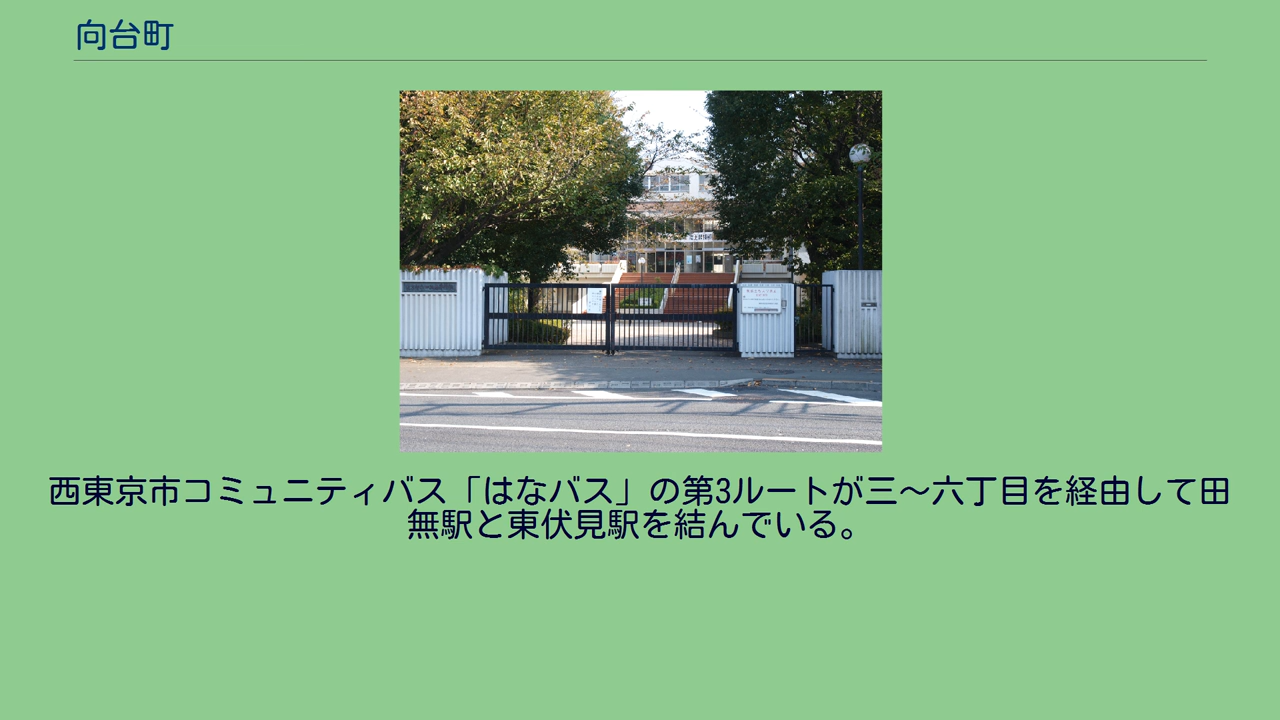 向台町
西東京市コミュニティバス「はなバス」の第3ルートが三〜六丁目を経由して田
無駅と東伏見駅を結んでいる。